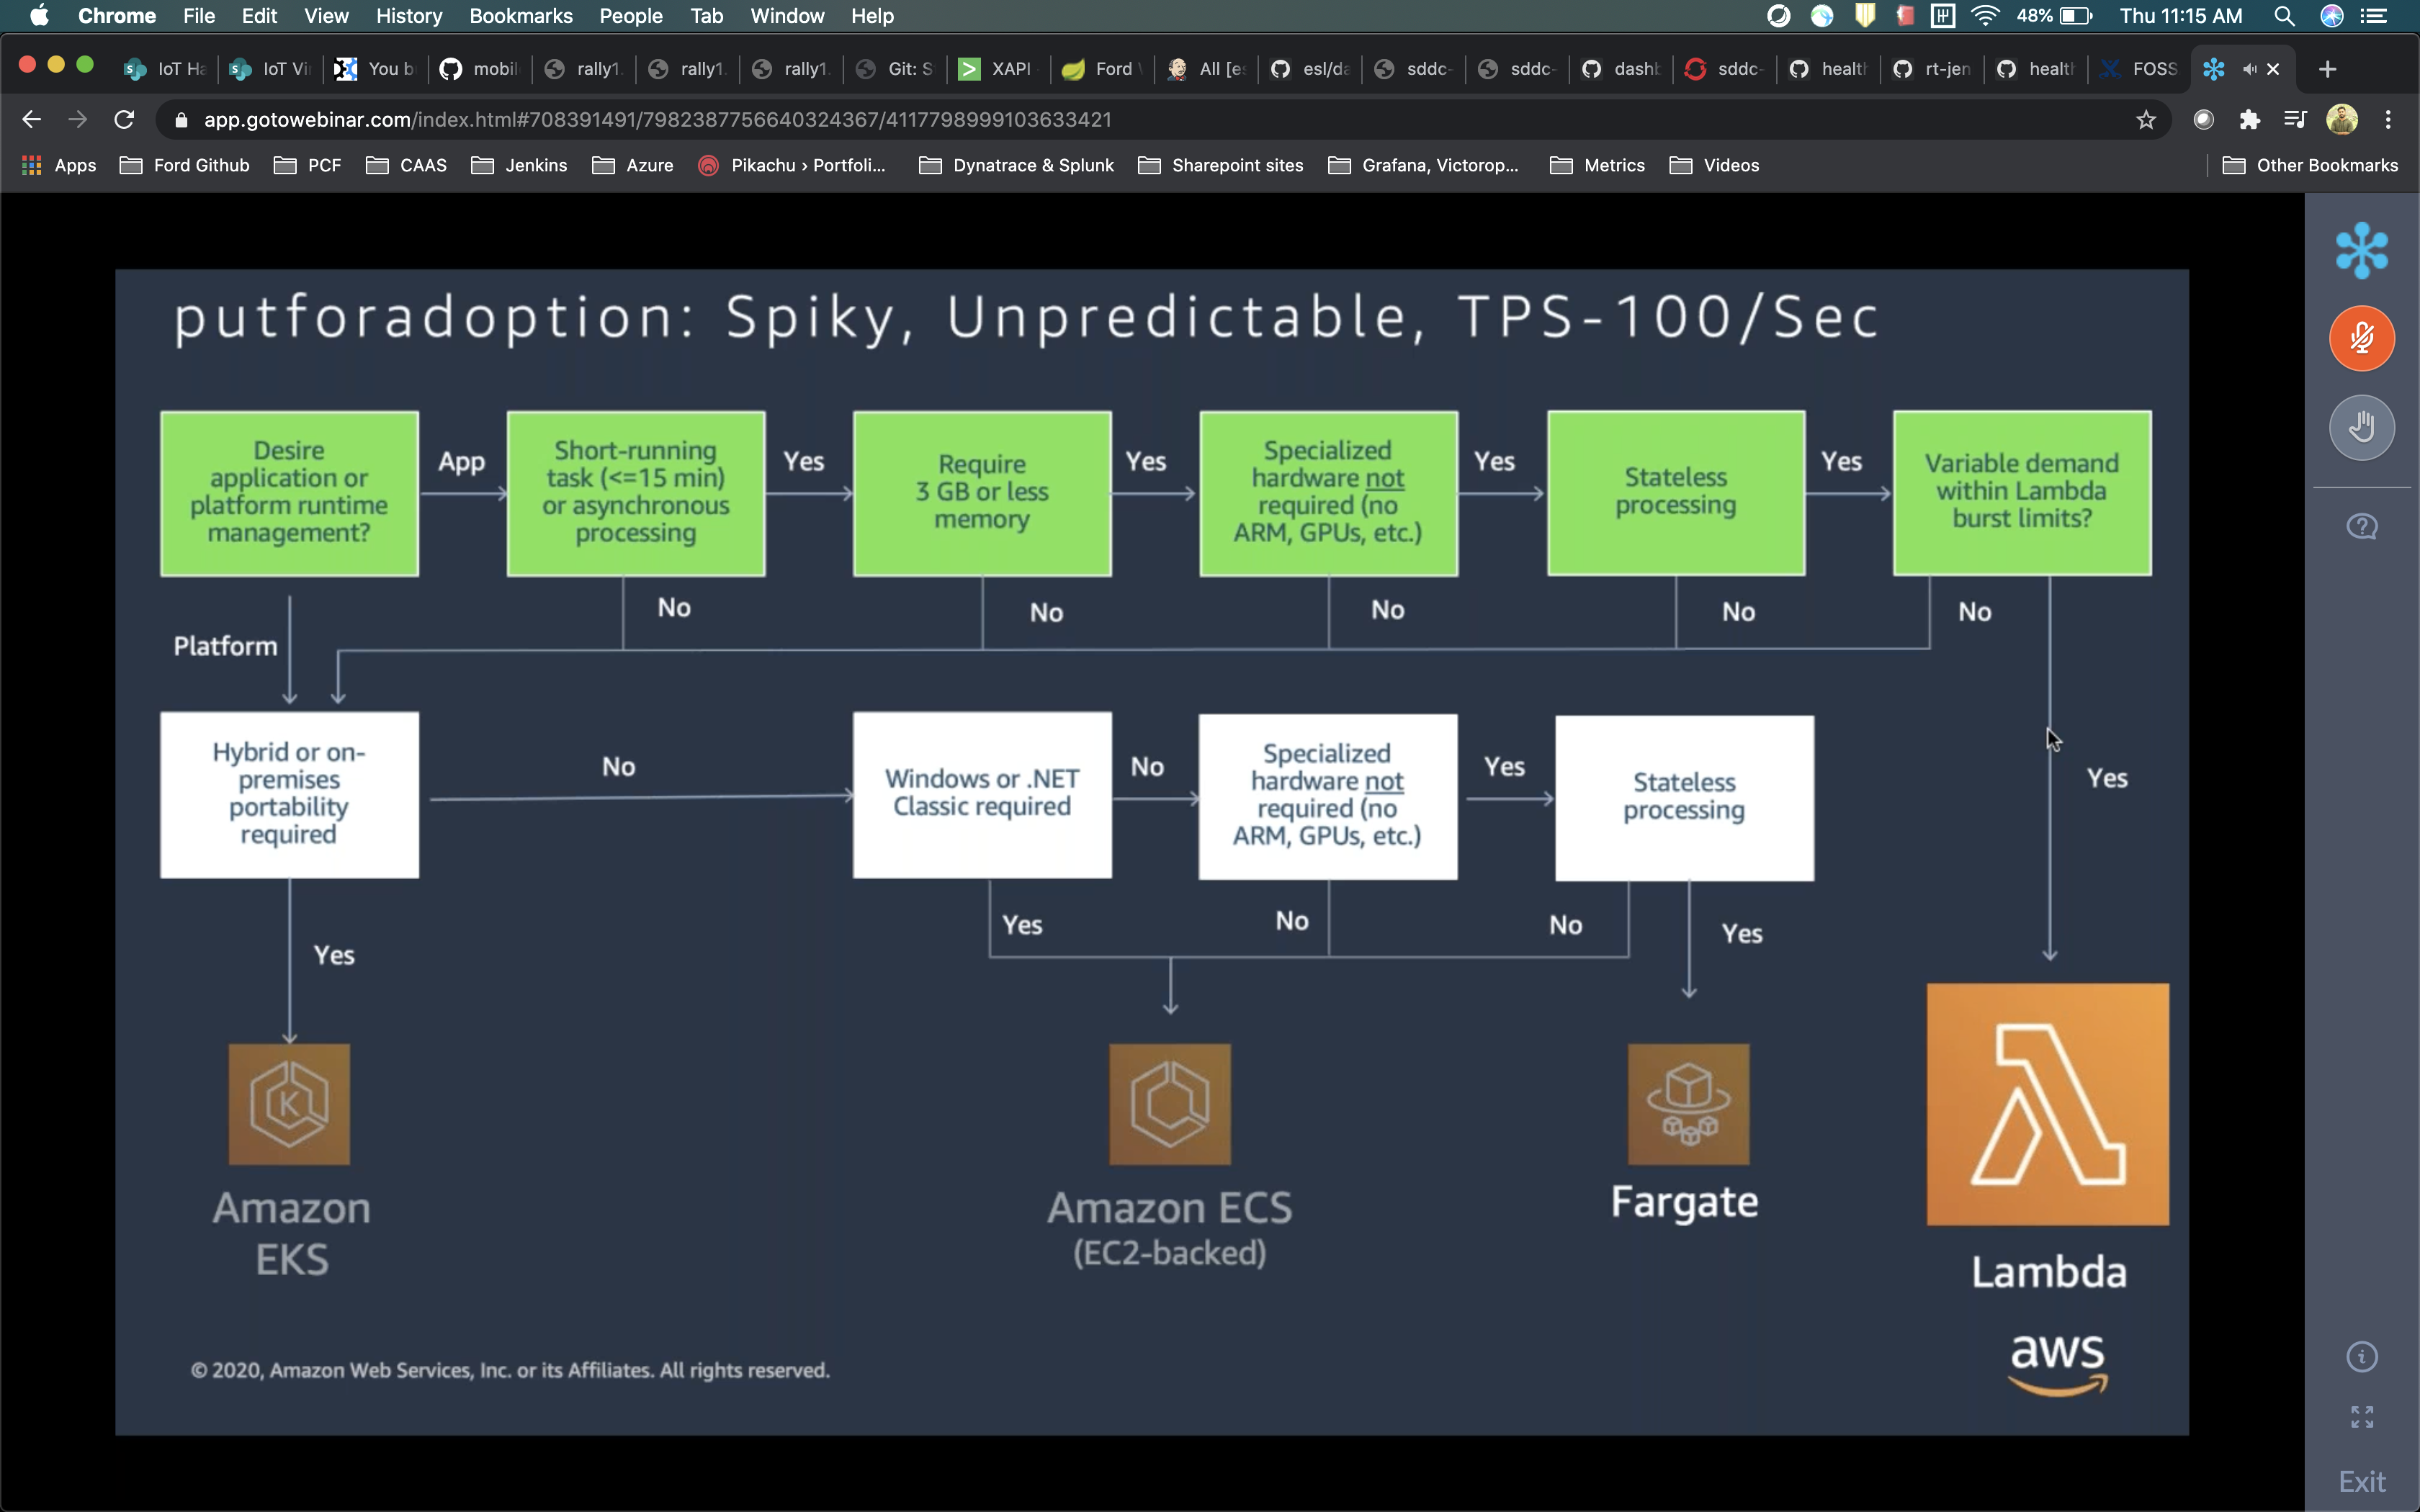 Chrome File Edit View History Bookmarks People Tab Window Help 48% Thu 11:15 AM
IoT Ha IoT Vi You b mobil rally1. rally1. rally1. Git: S XAPI Ford All [es esl/da sddc- sddc- dashb sddc- healt rt-jen healt FOSS
app.gotowebinar.com/index.html#708391491/7982387756640324367/4117798999103633421
Apps Ford Github PCF CAAS Jenkins Azure Pikachu › Portfoli... Dynatrace & Splunk Sharepoint sites Grafana, Victorop... Metrics Videos Other Bookmarks
putforadoption: Spiky, Unpredictable, TPS-100/Sec
Desire
application or
platform runtime
management?
App
Short-running
task (<=15 min)
or asynchronous
processing
Yes
Require
3 GB or less
memory
Yes
Specialized
hardware not
required (no
ARM, GPUs, etc.)
Yes
Stateless
processing
Yes
Variable demand
within Lambda
burst limits?
Platform
No
No
No
No
No
Yes
Hybrid or on-
premises
portability
required
No
Windows or .NET
Classic required
No
Specialized
hardware not
required (no
ARM, GPUs, etc.)
Yes
Stateless
processing
Yes
Yes
No
No
Yes
Amazon
EKS
Amazon ECS
(EC2-backed)
Fargate
Lambda
aws
© 2020, Amazon Web Services, Inc. or its Affiliates. All rights reserved.
Exit